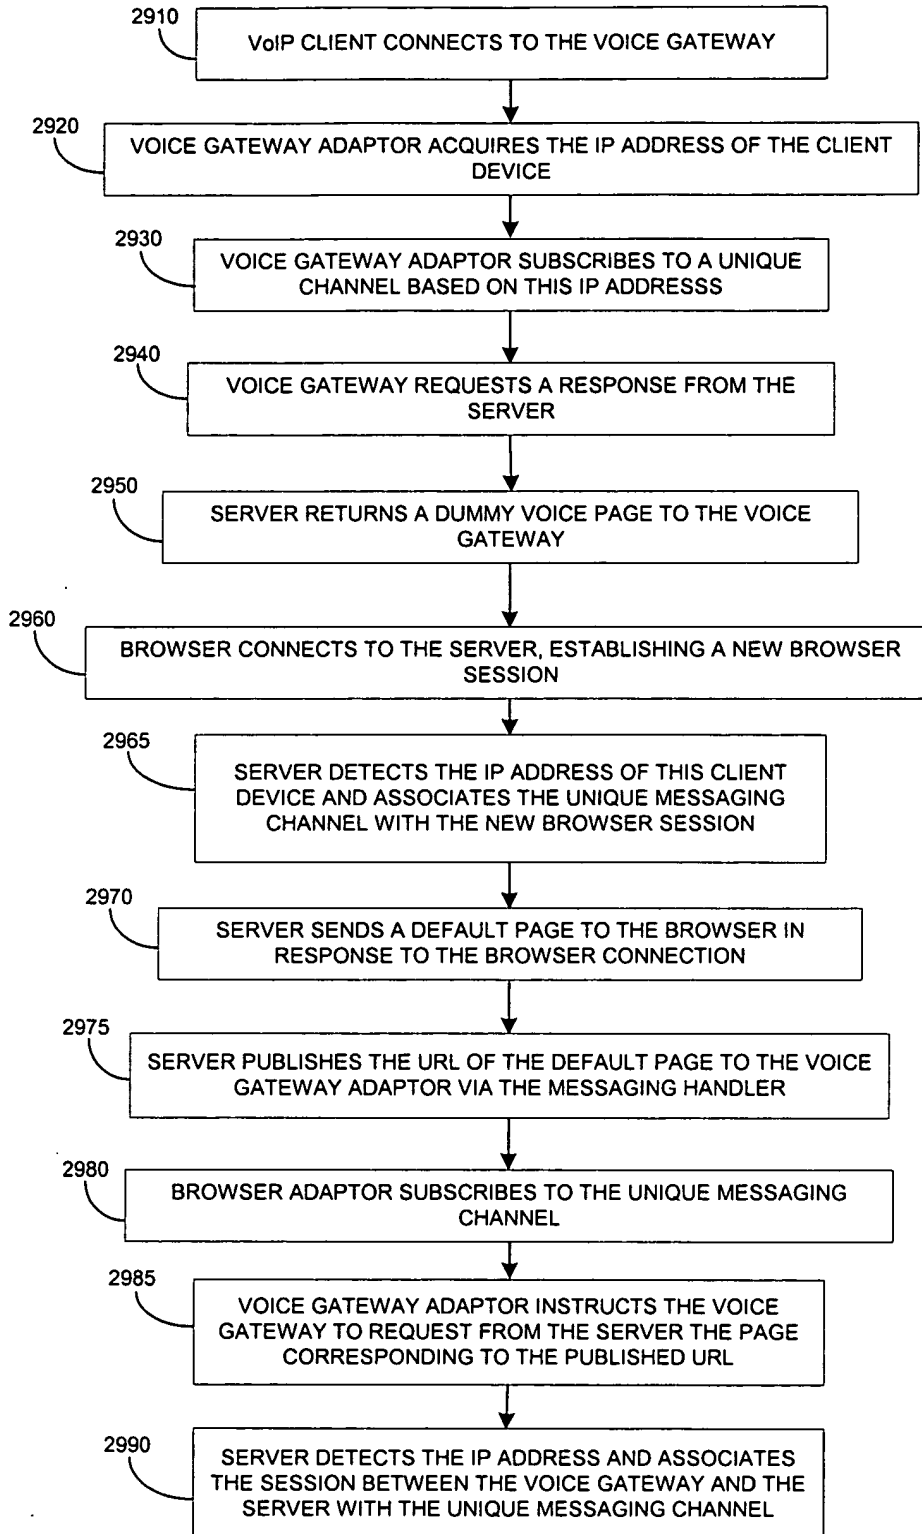 2910
VoIP CLIENT CONNECTS TO THE VOICE GATEWAY
2920
VOICE GATEWAY ADAPTOR ACQUIRES THE IP ADDRESS OF THE CLIENT
DEVICE
2930
VOICE GATEWAY ADAPTOR SUBSCRIBES TO A UNIQUE
CHANNEL BASED ON THIS IP ADDRESSS
2940
VOICE GATEWAY REQUESTS A RESPONSE FROM THE
SERVER
2950
SERVER RETURNS A DUMMY VOICE PAGE TO THE VOICE
GATEWAY
2960
BROWSER CONNECTS TO THE SERVER, ESTABLISHING A NEW BROWSER
SESSION
2965
SERVER DETECTS THE IP ADDRESS OF THIS CLIENT
DEVICE AND ASSOCIATES THE UNIQUE MESSAGING
CHANNEL WITH THE NEW BROWSER SESSION
2970
SERVER SENDS A DEFAULT PAGE TO THE BROWSER IN
RESPONSE TO THE BROWSER CONNECTION
2975
SERVER PUBLISHES THE URL OF THE DEFAULT PAGE TO THE VOICE
GATEWAY ADAPTOR VIA THE MESSAGING HANDLER
2980
BROWSER ADAPTOR SUBSCRIBES TO THE UNIQUE MESSAGING
CHANNEL
2985
VOICE GATEWAY ADAPTOR INSTRUCTS THE VOICE
GATEWAY TO REQUEST FROM THE SERVER THE PAGE
CORRESPONDING TO THE PUBLISHED URL
2990
SERVER DETECTS THE IP ADDRESS AND ASSOCIATES
THE SESSION BETWEEN THE VOICE GATEWAY AND THE
SERVER WITH THE UNIQUE MESSAGING CHANNEL